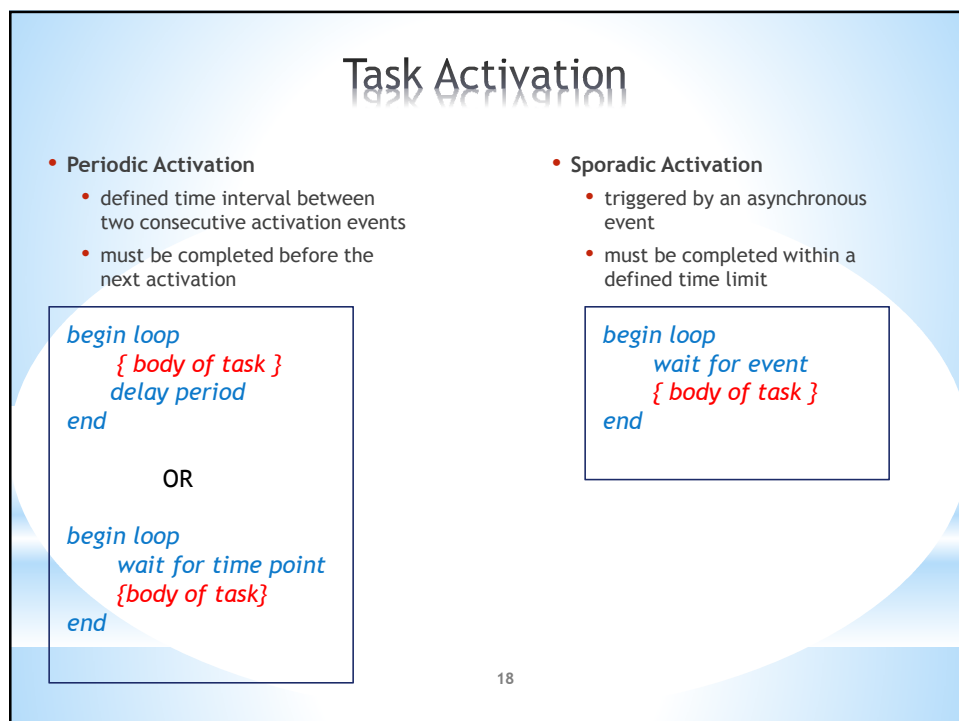 Task Activation
• Periodic Activation
• defined time interval between
two consecutive activation events
• must be completed before the
next activation
begin loop
{ body of task }
delay period
end
OR
begin loop
wait for time point
{body of task}
end
• Sporadic Activation
• triggered by an asynchronous
event
• must be completed within a
defined time limit
begin loop
wait for event
{ body of task }
end
18